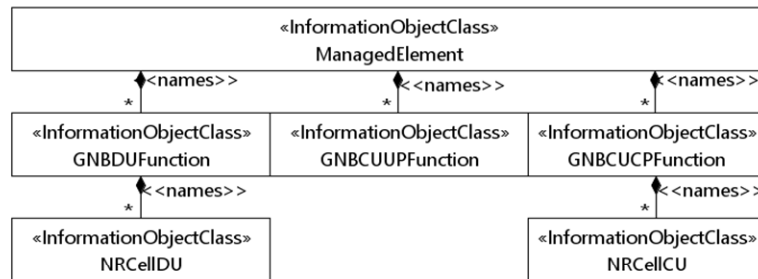 «InformationObjectClass»
ManagedElement
<<names>> <<names>> <<names>>
* * *
«InformationObjectClass» «InformationObjectClass» «InformationObjectClass»
GNBDUFunction GNBCUUPFunction GNBCUCPFunction
<<names>> <<names>>
* *
«InformationObjectClass» «InformationObjectClass»
NRCellDU NRCellCU